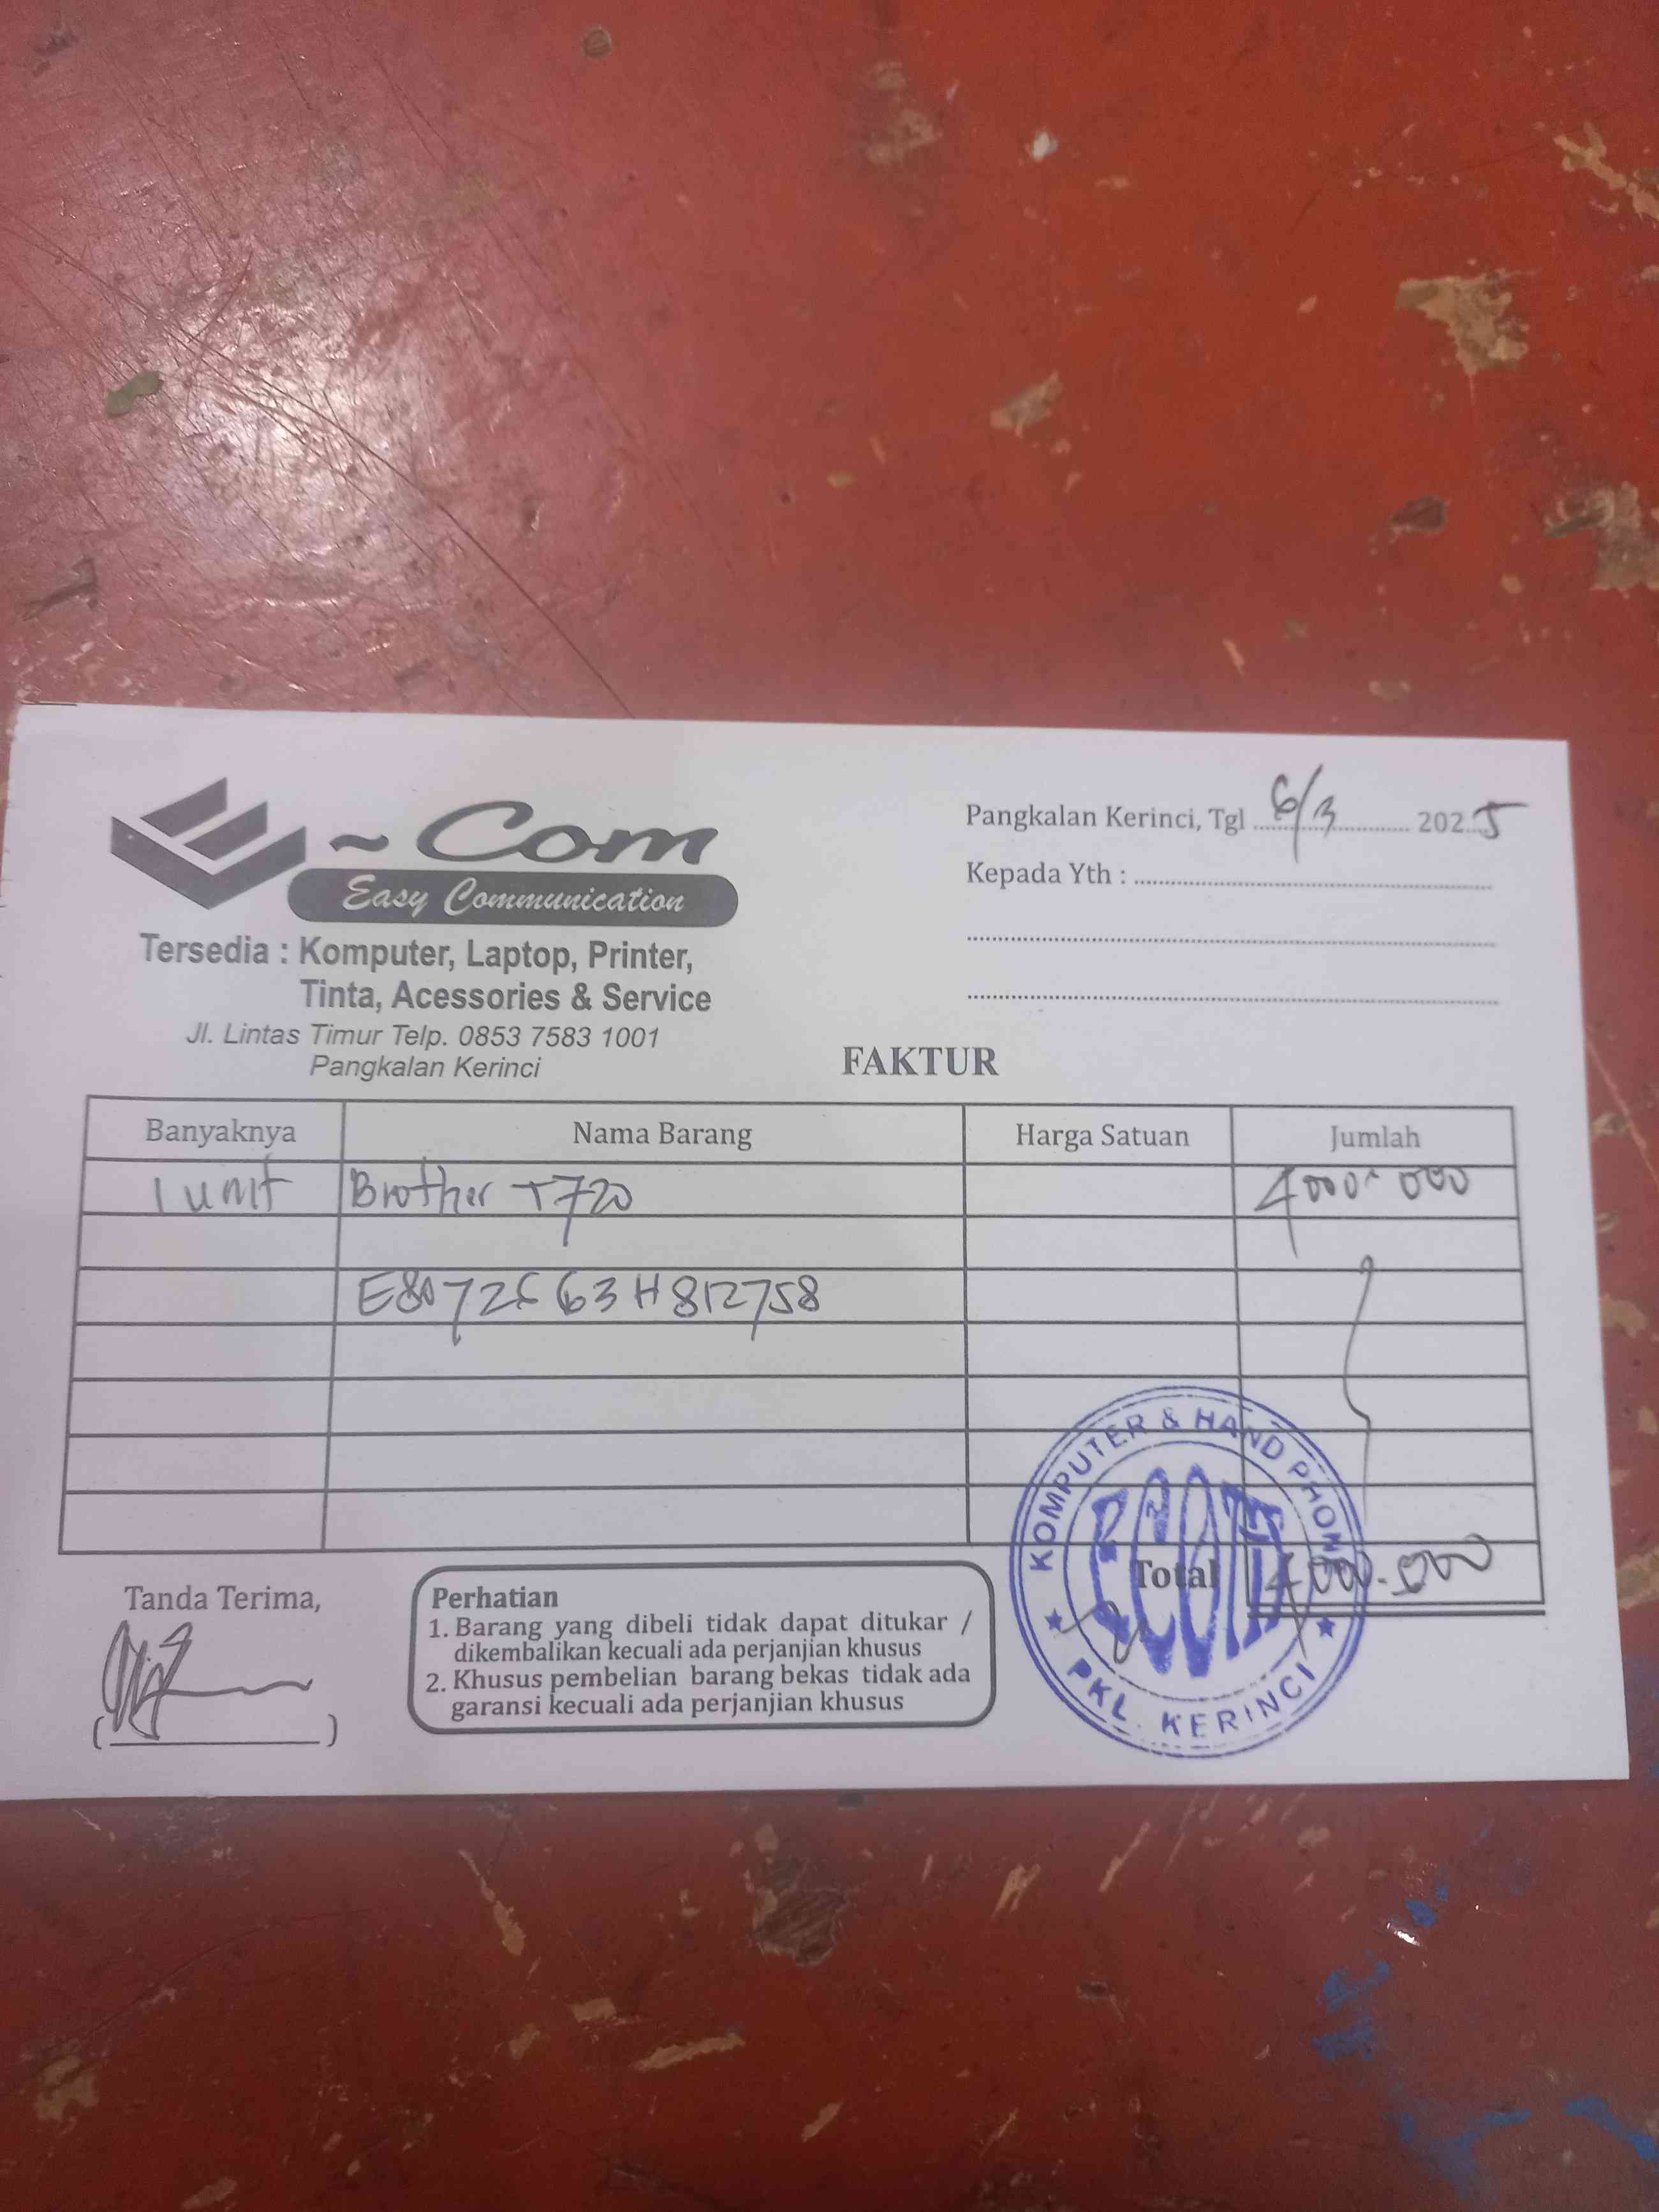 ~ Com
Easy Communication
Tersedia : Komputer, Laptop, Printer,
Tinta, Acessories & Service
Jl. Lintas Timur Telp. 0853 7583 1001
Pangkalan Kerinci
Pangkalan Kerinci, Tgl 6/3 2025
Kepada Yth :
FAKTUR
Banyaknya Nama Barang Harga Satuan Jumlah
1 unit Brother T720 4000.000
Total 4000.000
Tanda Terima,
Perhatian
1. Barang yang dibeli tidak dapat ditukar /
dikembalikan kecuali ada perjanjian khusus
2. Khusus pembelian barang bekas tidak ada
garansi kecuali ada perjanjian khusus
KOMPUTER & HAND PHONE
PKL. KERINCI